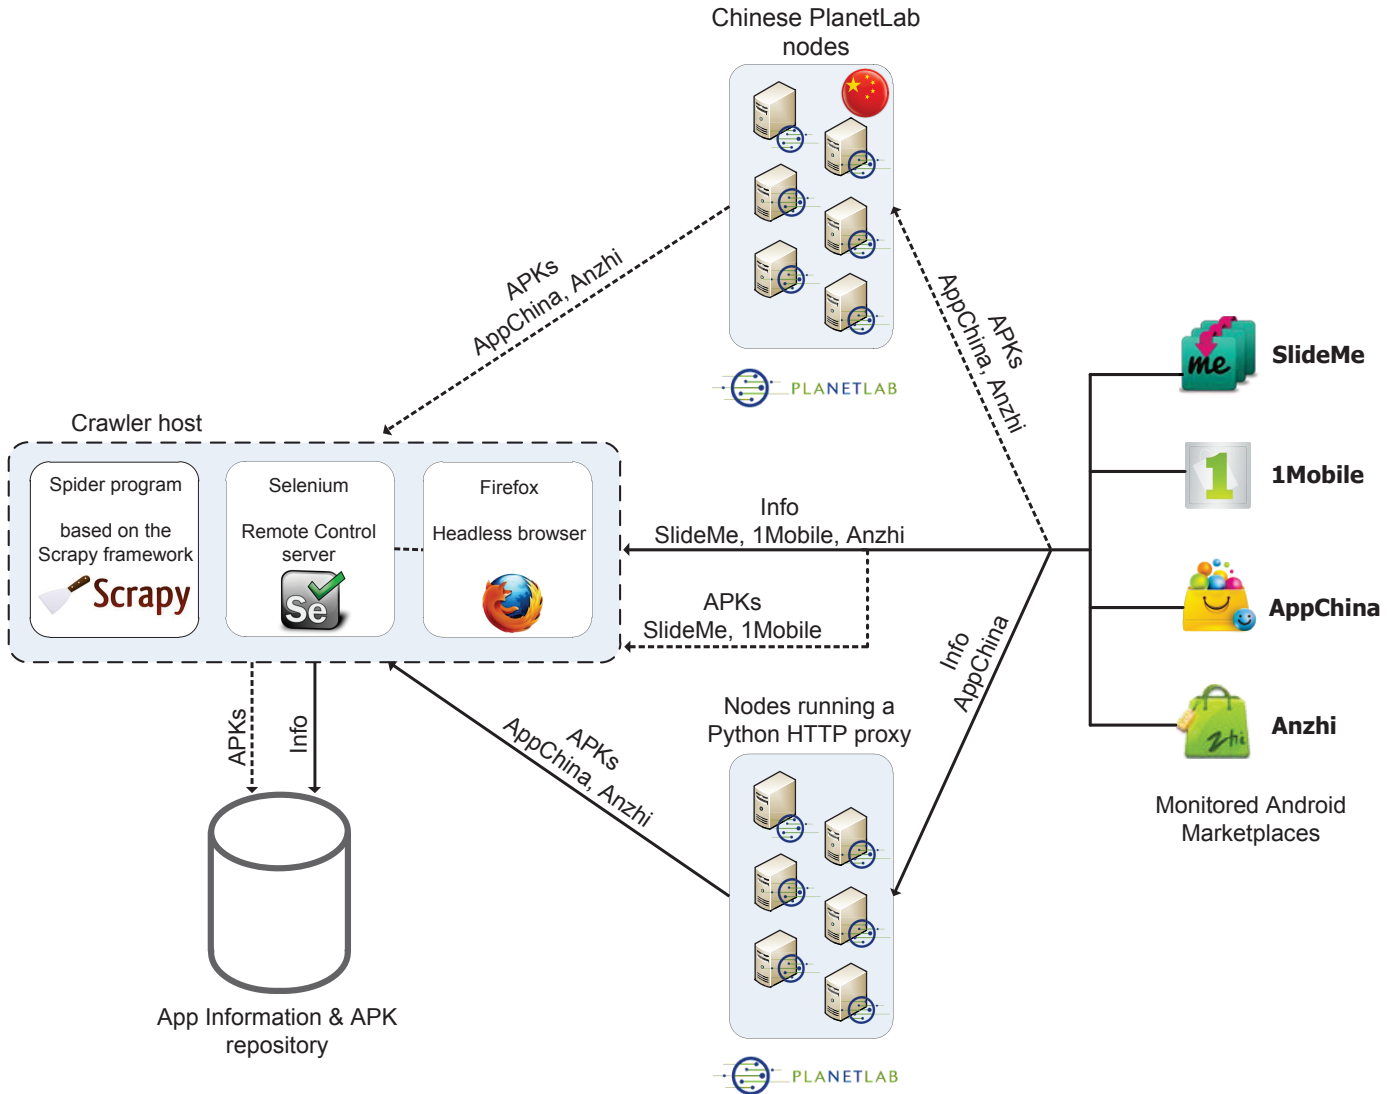 Chinese PlanetLab
nodes
PLANETLAB
APKs
AppChina, Anzhi
APKs
AppChina, Anzhi
SlideMe
me
1Mobile
1
AppChina
Anzhi
Zhi
Monitored Android
Marketplaces
Crawler host
Spider program
based on the
Scrapy framework
Scrapy
Selenium
Remote Control
server
Se
Firefox
Headless browser
Info
SlideMe, 1Mobile, Anzhi
APKs
SlideMe, 1Mobile
Info
AppChina
APKs
Info
APKs
AppChina, Anzhi
Nodes running a
Python HTTP proxy
PLANETLAB
App Information & APK
repository